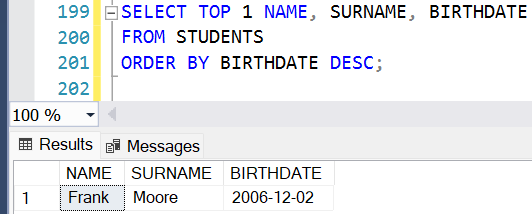 199 SELECT TOP 1 NAME, SURNAME, BIRTHDATE
200 FROM STUDENTS
201 ORDER BY BIRTHDATE DESC;
202
100 %
Results Messages
NAME SURNAME BIRTHDATE
1 Frank Moore 2006-12-02